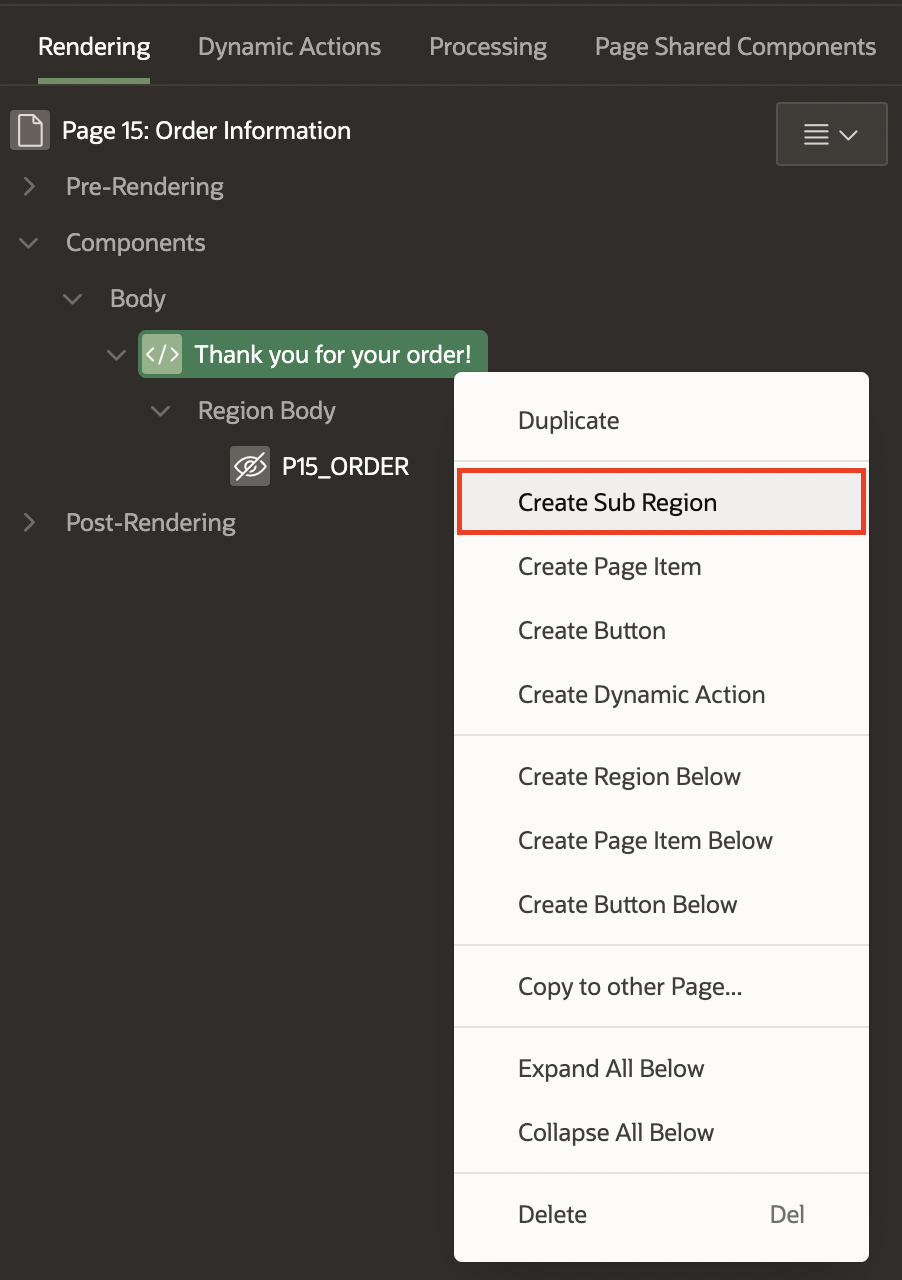 Rendering Dynamic Actions Processing Page Shared Components
Page 15: Order Information
Pre-Rendering
Components
Body
</> Thank you for your order!
Region Body
P15_ORDER
Post-Rendering
Duplicate
Create Sub Region
Create Page Item
Create Button
Create Dynamic Action
Create Region Below
Create Page Item Below
Create Button Below
Copy to other Page...
Expand All Below
Collapse All Below
Delete Del